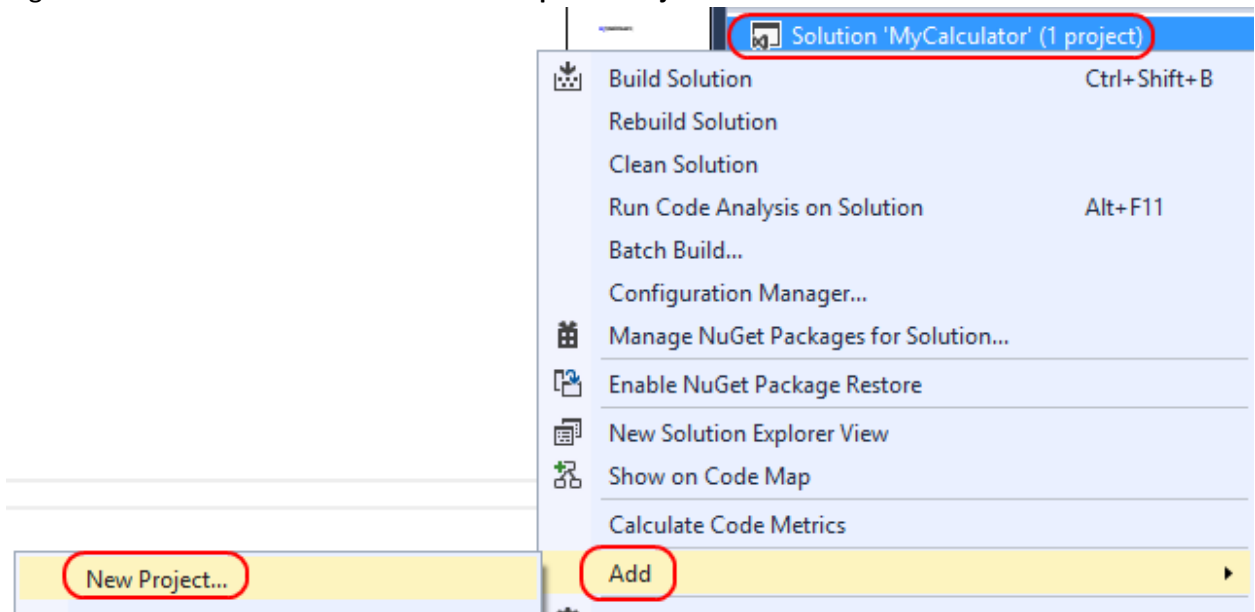 Solution 'MyCalculator' (1 project)
Build Solution Ctrl+Shift+B
Rebuild Solution
Clean Solution
Run Code Analysis on Solution Alt+F11
Batch Build...
Configuration Manager...
Manage NuGet Packages for Solution...
Enable NuGet Package Restore
New Solution Explorer View
Show on Code Map
Calculate Code Metrics
New Project... Add